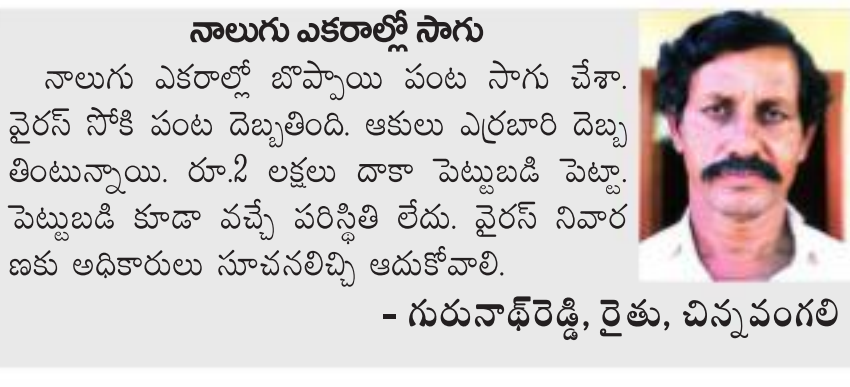 నాలుగు ఎకరాల్లో సాగు
నాలుగు ఎకరాల్లో బొప్పాయి పంట సాగు చేశా.
వైరస్ సోకి పంట దెబ్బతింది. ఆకులు ఎర్రబారి దెబ్బ
తింటున్నాయి. రూ.2 లక్షలు దాకా పెట్టుబడి పెట్టా.
పెట్టుబడి కూడా వచ్చే పరిస్థితి లేదు. వైరస్ నివార
ణకు అధికారులు సూచనలిచ్చి ఆదుకోవాలి.
- గురునాథ్‌రెడ్డి, రైతు, చిన్నవంగలి